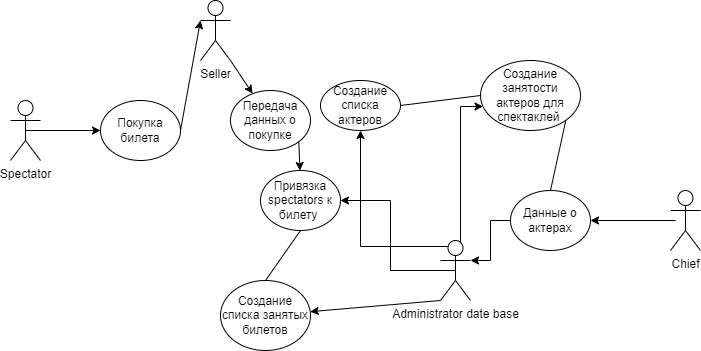 Seller
Spectator
Покупка
билета
Передача
данных о
покупке
Создание
списка
актеров
Создание
занятости
актеров для
спектаклей
Привязка
spectators к
билету
Данные о
актерах
Chief
Создание
списка занятых
билетов
Administrator date base